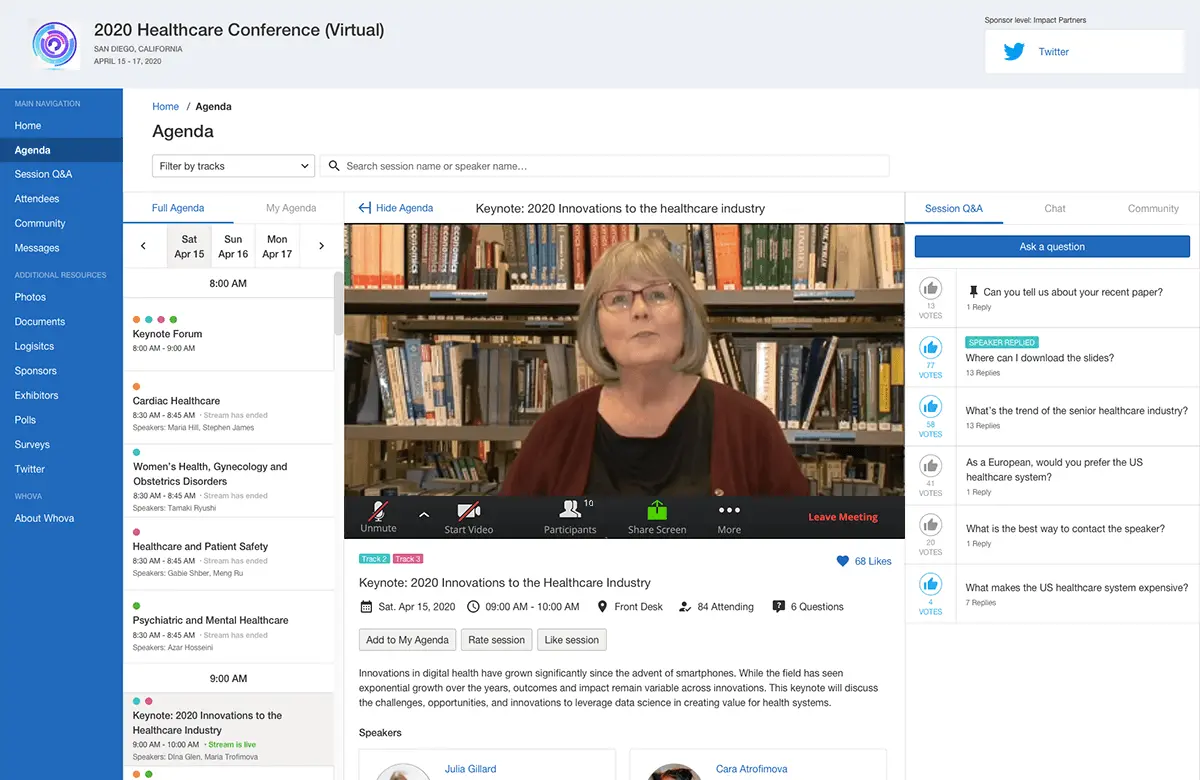 2020 Healthcare Conference (Virtual)
SAN DIEGO, CALIFORNIA
APRIL 15 - 17, 2020
Sponsor level: Impact Partners
Twitter
MAIN NAVIGATION
Home
Agenda
Session Q&A
Attendees
Community
Messages
ADDITIONAL RESOURCES
Photos
Documents
Logisitcs
Sponsors
Exhibitors
Polls
Surveys
Twitter
WHOVA
About Whova
Home / Agenda
Agenda
Filter by tracks
Search session name or speaker name...
Full Agenda
My Agenda
Sat
Apr 15
Sun
Apr 16
Mon
Apr 17
8:00 AM
Keynote Forum
8:00 AM - 9:00 AM
Cardiac Healthcare
8:30 AM - 8:45 AM · Stream has ended
Speakers: Maria Hill, Stephen James
Women's Health, Gynecology and
Obstetrics Disorders
8:30 AM - 8:45 AM · Stream has ended
Speakers: Tamaki Ryushi
Healthcare and Patient Safety
8:30 AM - 8:45 AM · Stream has ended
Speakers: Gabie Shber, Meng Ru
Psychiatric and Mental Healthcare
8:30 AM - 8:45 AM · Stream has ended
Speakers: Azar Hosseini
9:00 AM
Keynote: 2020 Innovations to the
Healthcare Industry
9:00 AM - 10:00 AM · Stream is live
Speakers: Dina Glen, Maria Trofimova
Hide Agenda
Keynote: 2020 Innovations to the healthcare industry
Unmute
Start Video
Participants
10
Share Screen
More
Leave Meeting
Track 2
Track 3
68 Likes
Keynote: 2020 Innovations to the Healthcare Industry
Sat. Apr 15, 2020
09:00 AM - 10:00 AM
Front Desk
84 Attending
6 Questions
Add to My Agenda
Rate session
Like session
Innovations in digital health have grown significantly since the advent of smartphones. While the field has seen
exponential growth over the years, outcomes and impact remain variable across innovations. This keynote will discuss
the challenges, opportunities, and innovations to leverage data science in creating value for health systems.
Speakers
Julia Gillard
Cara Atrofimova
Session Q&A
Chat
Community
Ask a question
13
VOTES
Can you tell us about your recent paper?
1 Reply
77
VOTES
SPEAKER REPLIED
Where can I download the slides?
13 Replies
58
VOTES
What's the trend of the senior healthcare industry?
13 Replies
41
VOTES
As a European, would you prefer the US
healthcare system?
1 Reply
20
VOTES
What is the best way to contact the speaker?
1 Reply
4
VOTES
What makes the US healthcare system expensive?
7 Replies